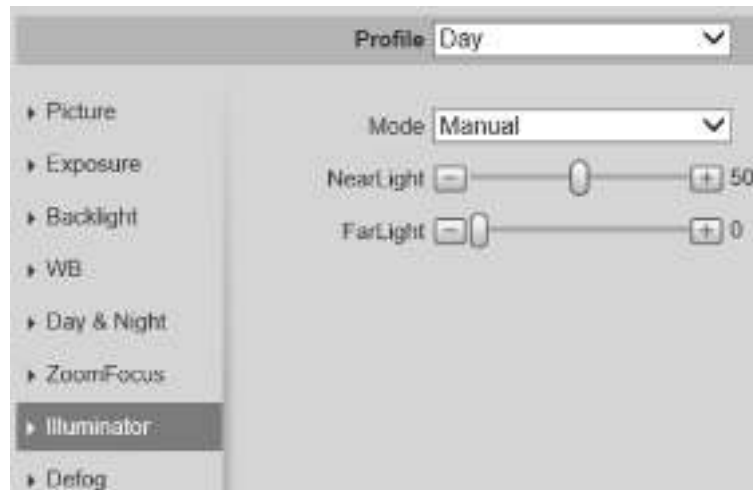 Profile Day
Picture
Mode Manual
Exposure
NearLight 50
Backlight
FarLight 0
WB
Day & Night
ZoomFocus
Illuminator
Defog